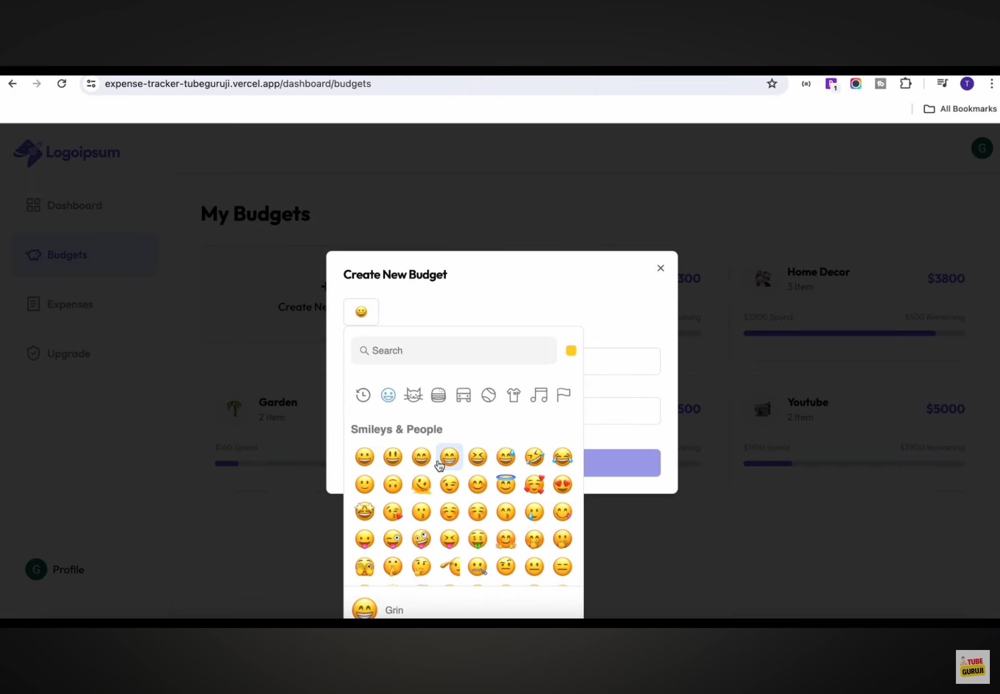 expense-tracker-tubeguruji.vercel.app/dashboard/budgets
1
T
All Bookmarks
Logoipsum
G
Dashboard
My Budgets
Budgets
Create New Budget
Home Decor
$3800
300
3 Item
Expenses
Create Ne
$3300 Spend
$500 Remaining
aining
Search
Upgrade
Garden
2 Item
500
Youtube
$5000
2 Item
Smileys & People
$160 Spend
aining
$1100 Spend
$3900 Remaining
G Profile
Grin
TUBE
GURUJI